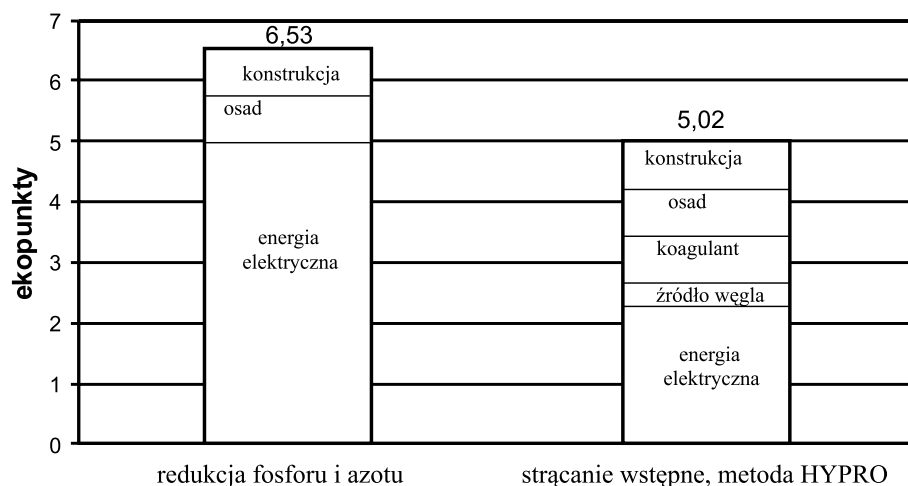 7
6
5
4
3
2
1
0
ekopunkty
6,53
konstrukcja
osad
energia
elektryczna
5,02
konstrukcja
osad
koagulant
źródło węgla
energia
elektryczna
redukcja fosforu i azotu
strącanie wstępne, metoda HYPRO